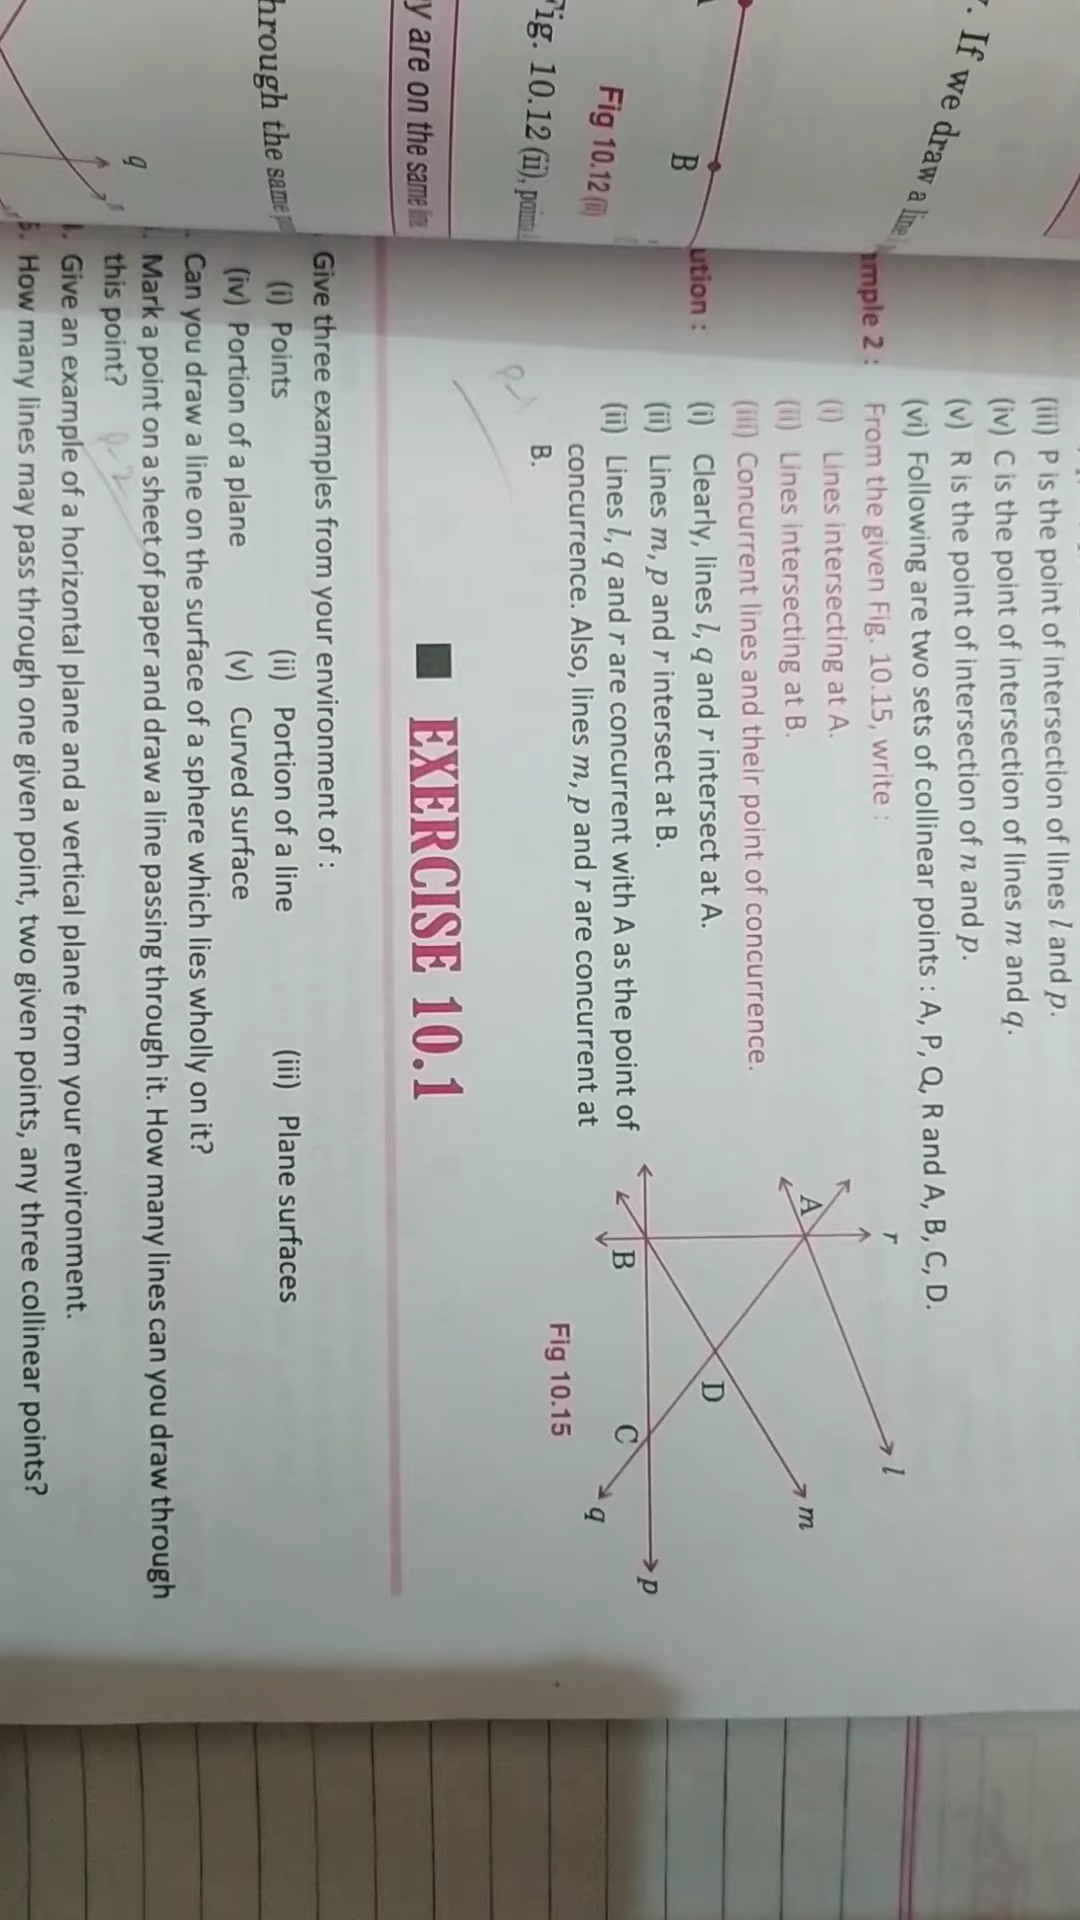 . If we draw a line
B
Fig 10.12 (ii)
Fig. 10.12 (ii), points
y are on the same line
hrough the same
q
(iii) P is the point of intersection of lines l and p.
(iv) C is the point of intersection of lines m and q.
(v) R is the point of intersection of n and p.
(vi) Following are two sets of collinear points : A, P, Q, R and A, B, C, D.
ample 2 : From the given Fig. 10.15, write :
(i) Lines intersecting at A.
(ii) Lines intersecting at B.
(iii) Concurrent lines and their point of concurrence.
ution : (i) Clearly, lines l, q and r intersect at A.
(ii) Lines m, p and r intersect at B.
(ii) Lines l, q and r are concurrent with A as the point of
concurrence. Also, lines m, p and r are concurrent at
B.
r
l
A
m
D
B
C
q
p
Fig 10.15
EXERCISE 10.1
Give three examples from your environment of :
(i) Points (ii) Portion of a line (iii) Plane surfaces
(iv) Portion of a plane (v) Curved surface
Can you draw a line on the surface of a sphere which lies wholly on it?
Mark a point on a sheet of paper and draw a line passing through it. How many lines can you draw through
this point?
Give an example of a horizontal plane and a vertical plane from your environment.
5. How many lines may pass through one given point, two given points, any three collinear points?